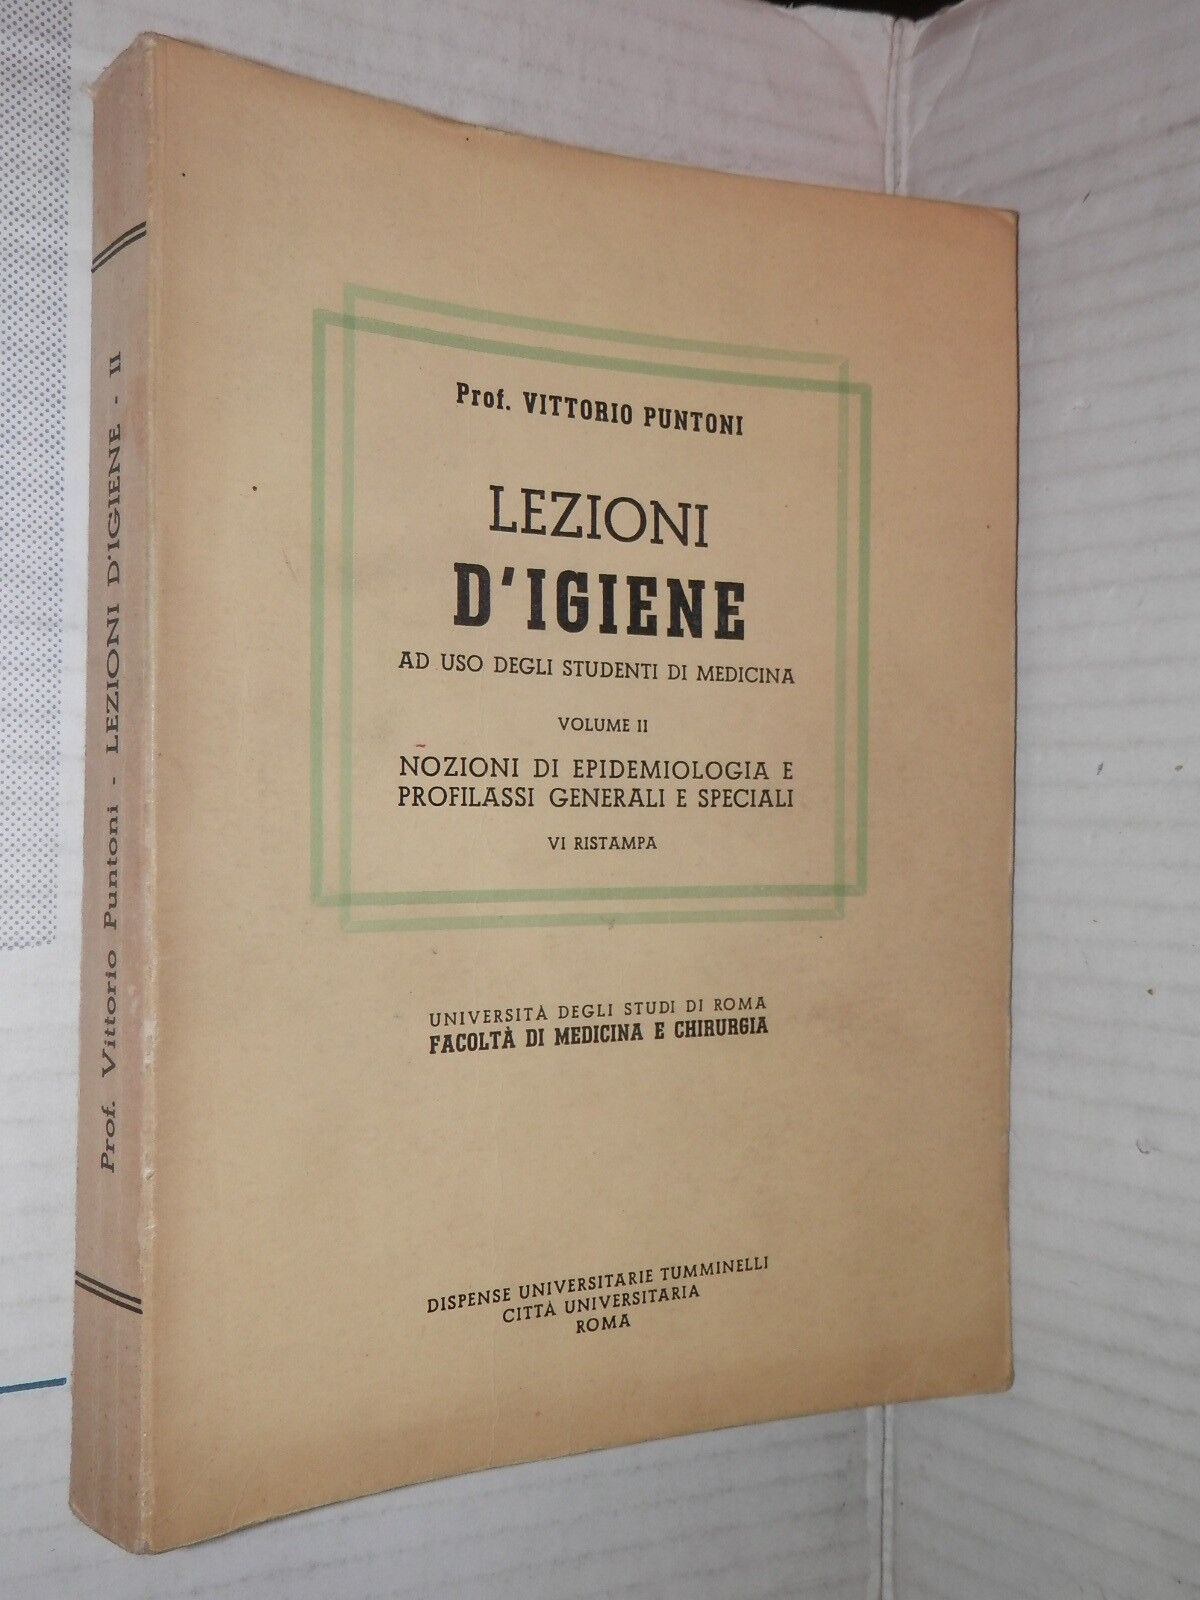 Prof. Vittorio Puntoni - LEZIONI D'IGIENE - II
Prof. VITTORIO PUNTONI
LEZIONI
D'IGIENE
AD USO DEGLI STUDENTI DI MEDICINA
VOLUME II
NOZIONI DI EPIDEMIOLOGIA E
PROFILASSI GENERALI E SPECIALI
VI RISTAMPA
UNIVERSITÀ DEGLI STUDI DI ROMA
FACOLTÀ DI MEDICINA E CHIRURGIA
DISPENSE UNIVERSITARIE TUMMINELLI
CITTÀ UNIVERSITARIA
ROMA